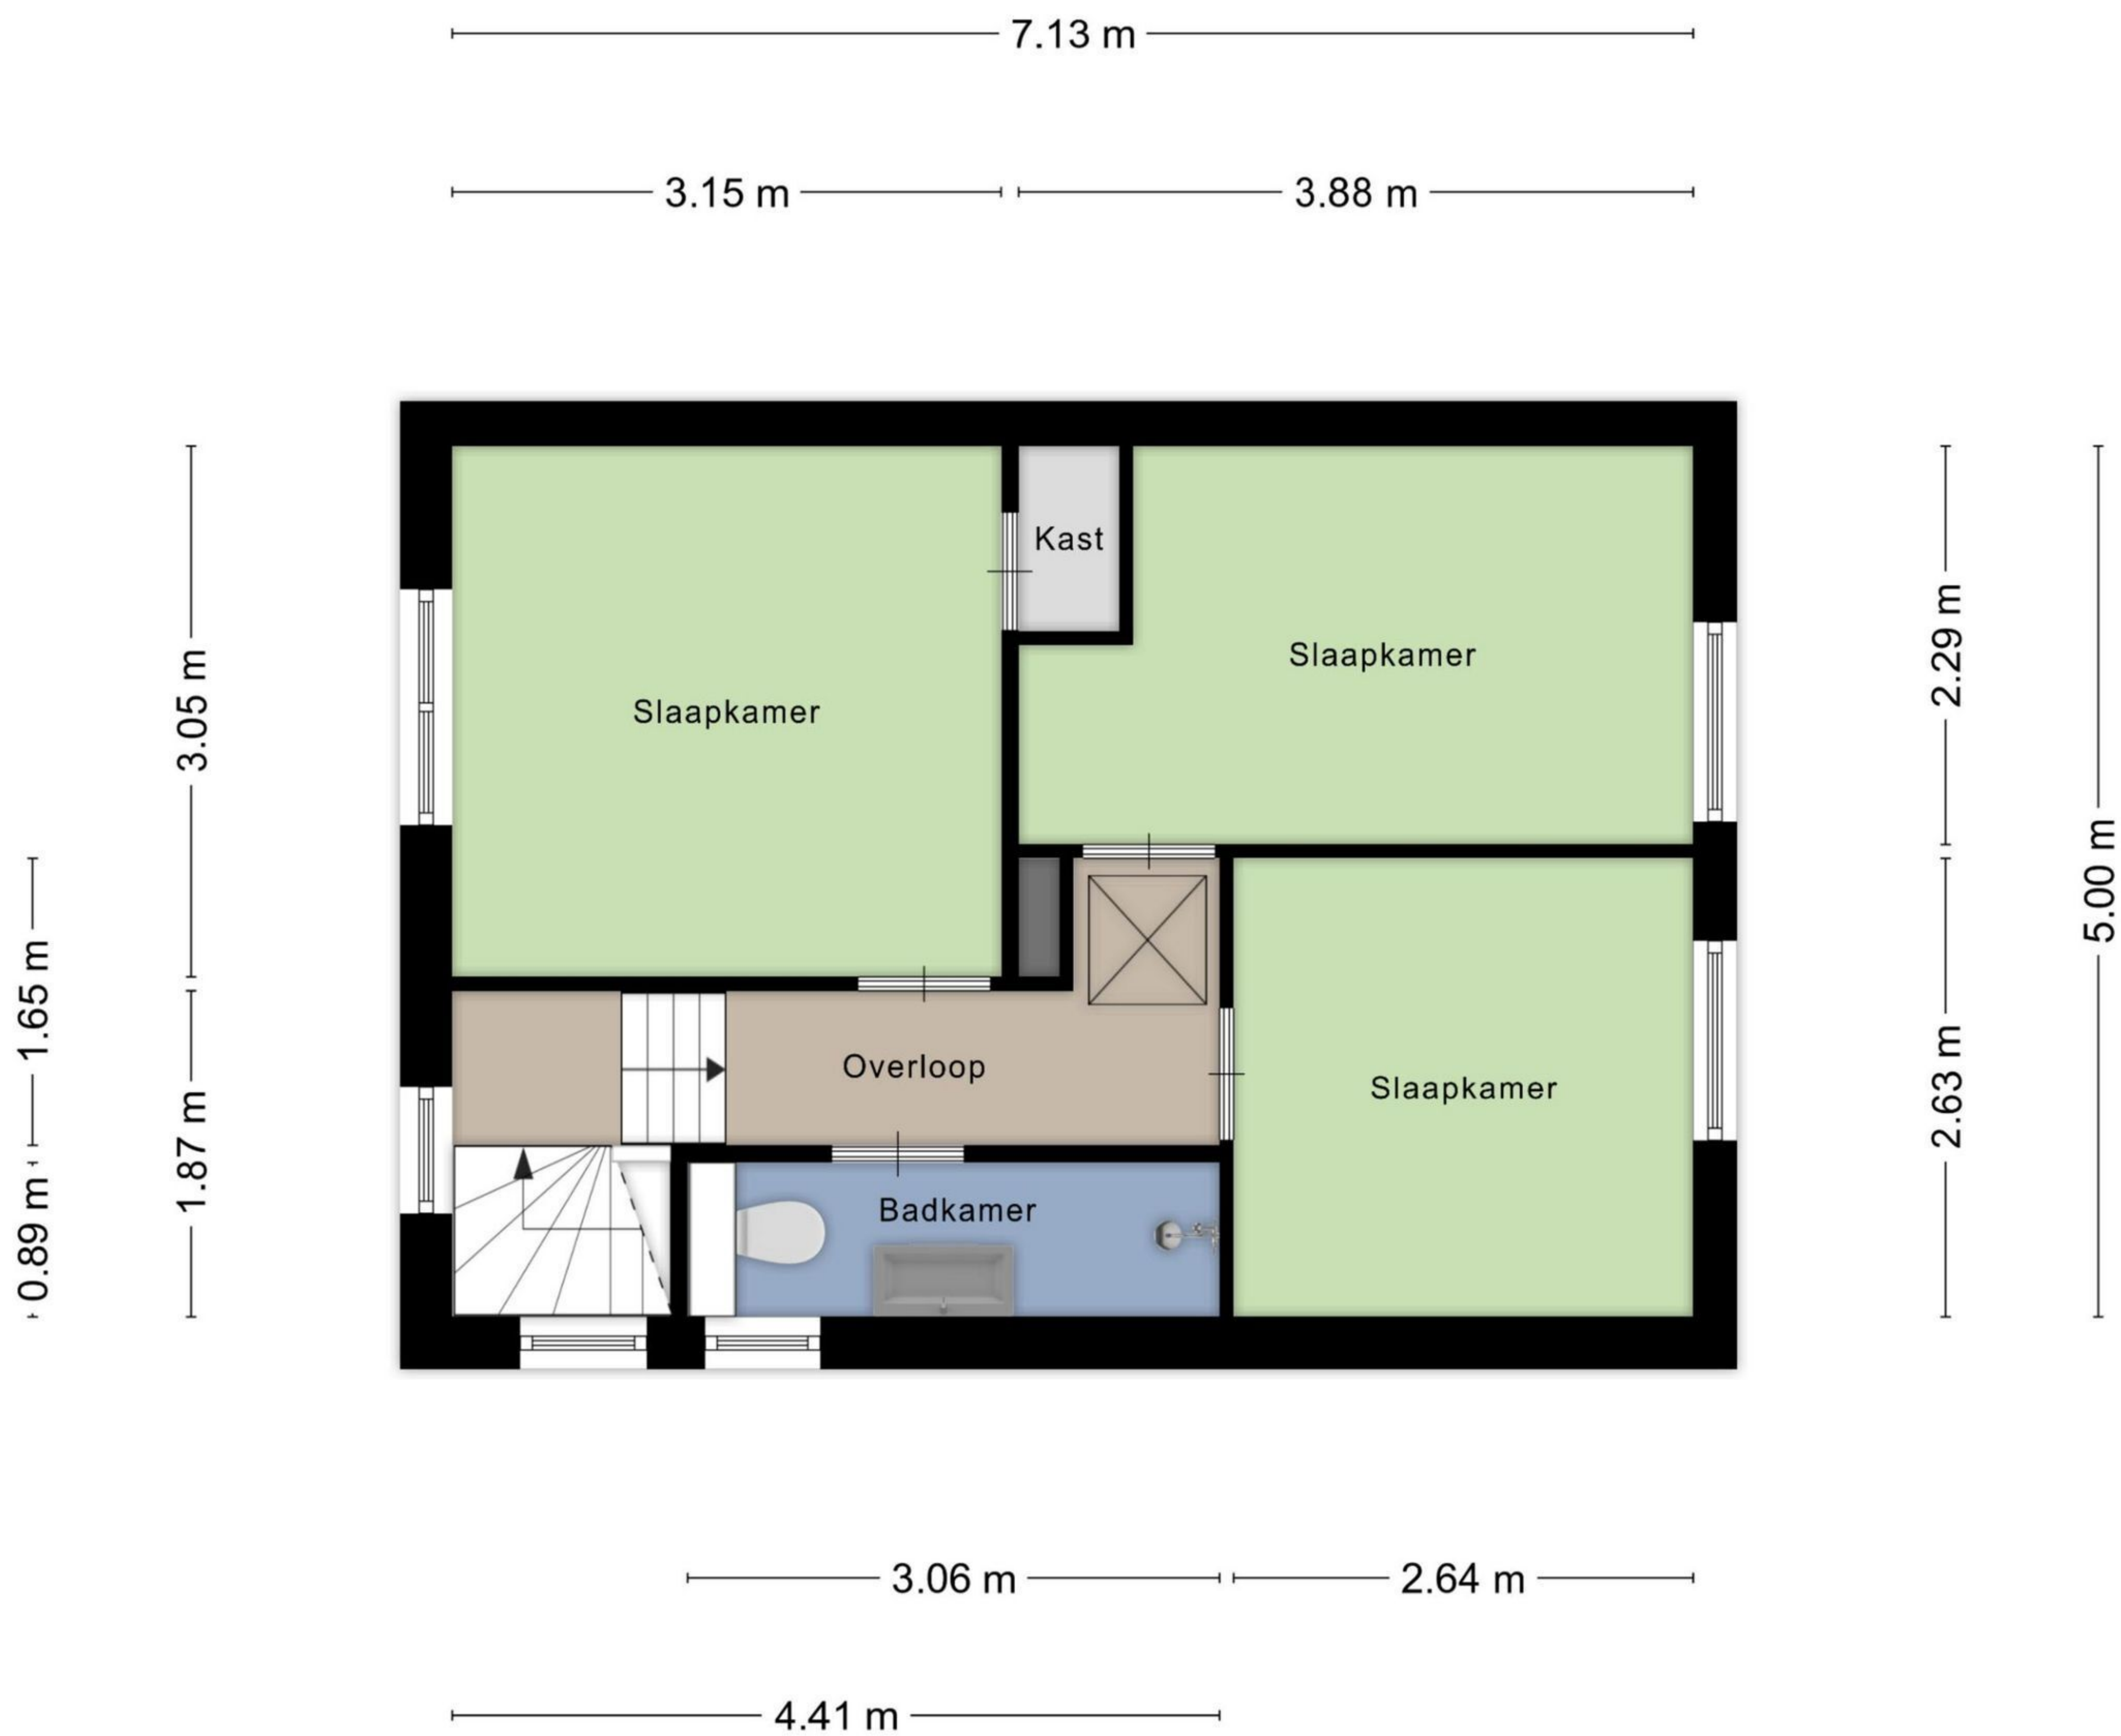 7.13 m
3.15 m
3.88 m
Kast
Slaapkamer
Slaapkamer
2.29 m
3.05 m
5.00 m
1.65 m
Overloop
Slaapkamer
2.63 m
1.87 m
0.89 m
Badkamer
3.06 m
2.64 m
4.41 m